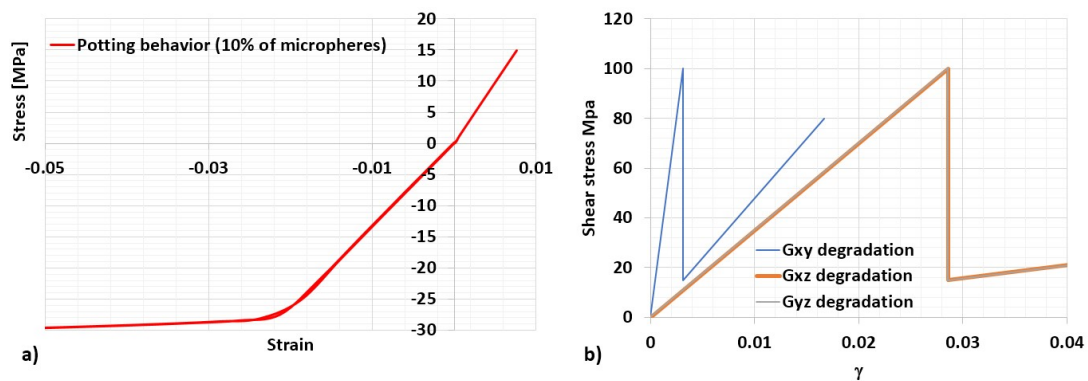 Stress [MPa]
Potting behavior (10% of micropheres)
20
15
10
5
0
-5
-10
-15
-20
-25
-30
-0.05
-0.03
-0.01
0.01
Strain
a)
Shear stress Mpa
120
100
80
60
40
20
0
Gxy degradation
Gxz degradation
Gyz degradation
0
0.01
0.02
0.03
0.04
γ
b)